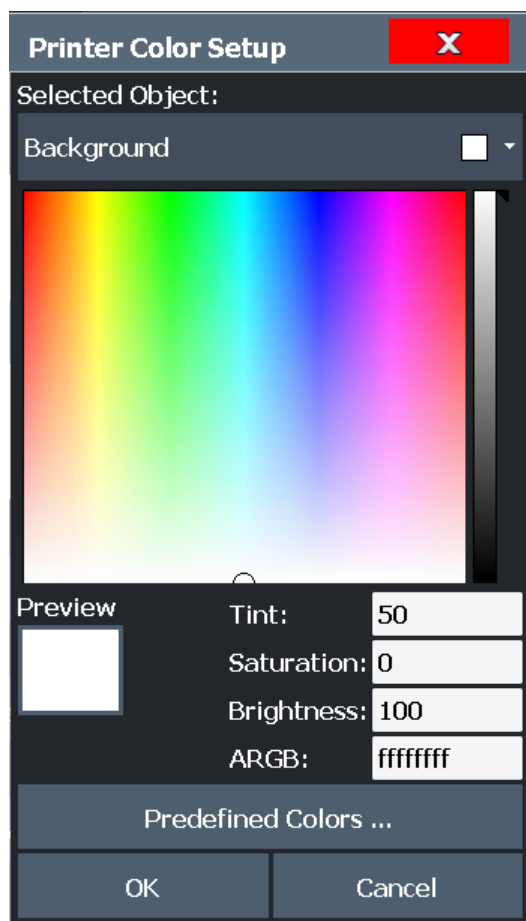 Printer Color Setup X
Selected Object:
Background
Preview
Tint: 50
Saturation: 0
Brightness: 100
ARGB: ffffffff
Predefined Colors ...
OK Cancel